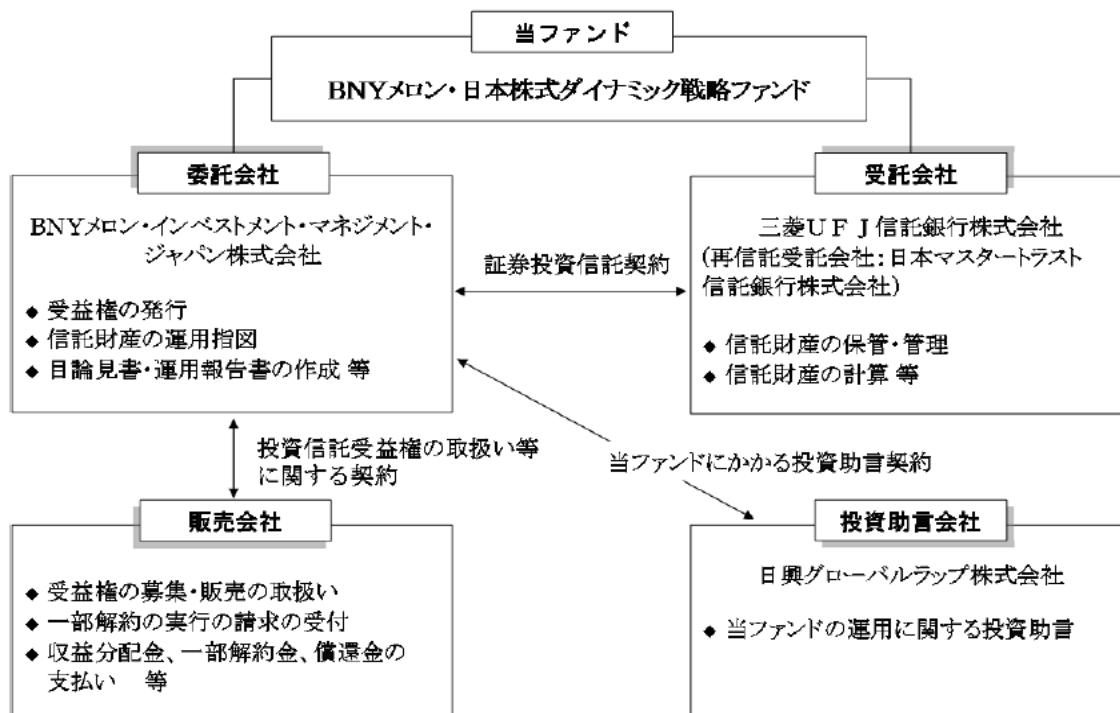 当ファンド
BNYメロン・日本株式ダイナミック戦略ファンド
委託会社
BNYメロン・インベストメント・マネジメント・
ジャパン株式会社
◆ 受益権の発行
◆ 信託財産の運用指図
◆ 目論見書・運用報告書の作成 等
証券投資信託契約
受託会社
三菱UFJ信託銀行株式会社
(再信託受託会社:日本マスタートラスト
信託銀行株式会社)
◆ 信託財産の保管・管理
◆ 信託財産の計算 等
投資信託受益権の取扱い等
に関する契約
当ファンドにかかる投資助言契約
販売会社
◆ 受益権の募集・販売の取扱い
◆ 一部解約の実行の請求の受付
◆ 収益分配金、一部解約金、償還金の
支払い 等
投資助言会社
日興グローバルラップ株式会社
◆ 当ファンドの運用に関する投資助言